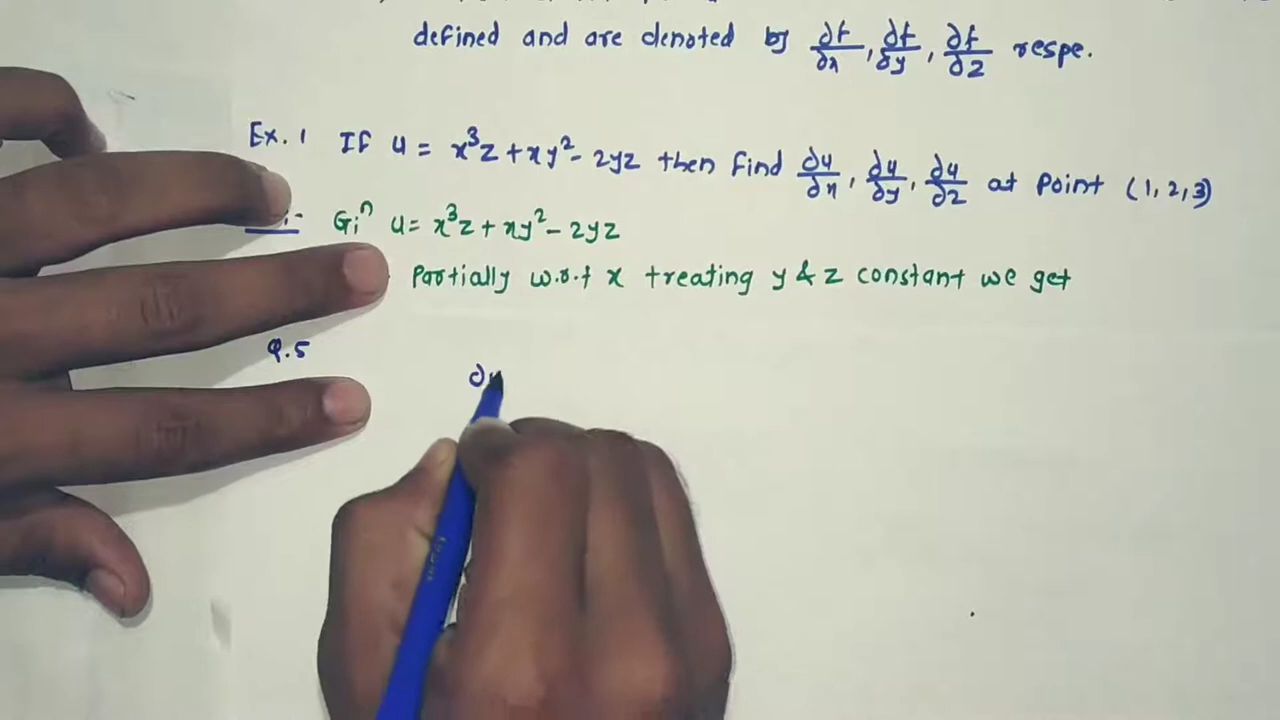 defined and are denoted by ∂f/∂x, ∂f/∂y, ∂f/∂z respe.
Ex. 1 If u = x³z + xy² - 2yz then find ∂u/∂x, ∂u/∂y, ∂u/∂z at point (1, 2, 3)
Giⁿ u = x³z + xy² - 2yz
Partially w.r.t x treating y & z constant we get
Q.5
∂u